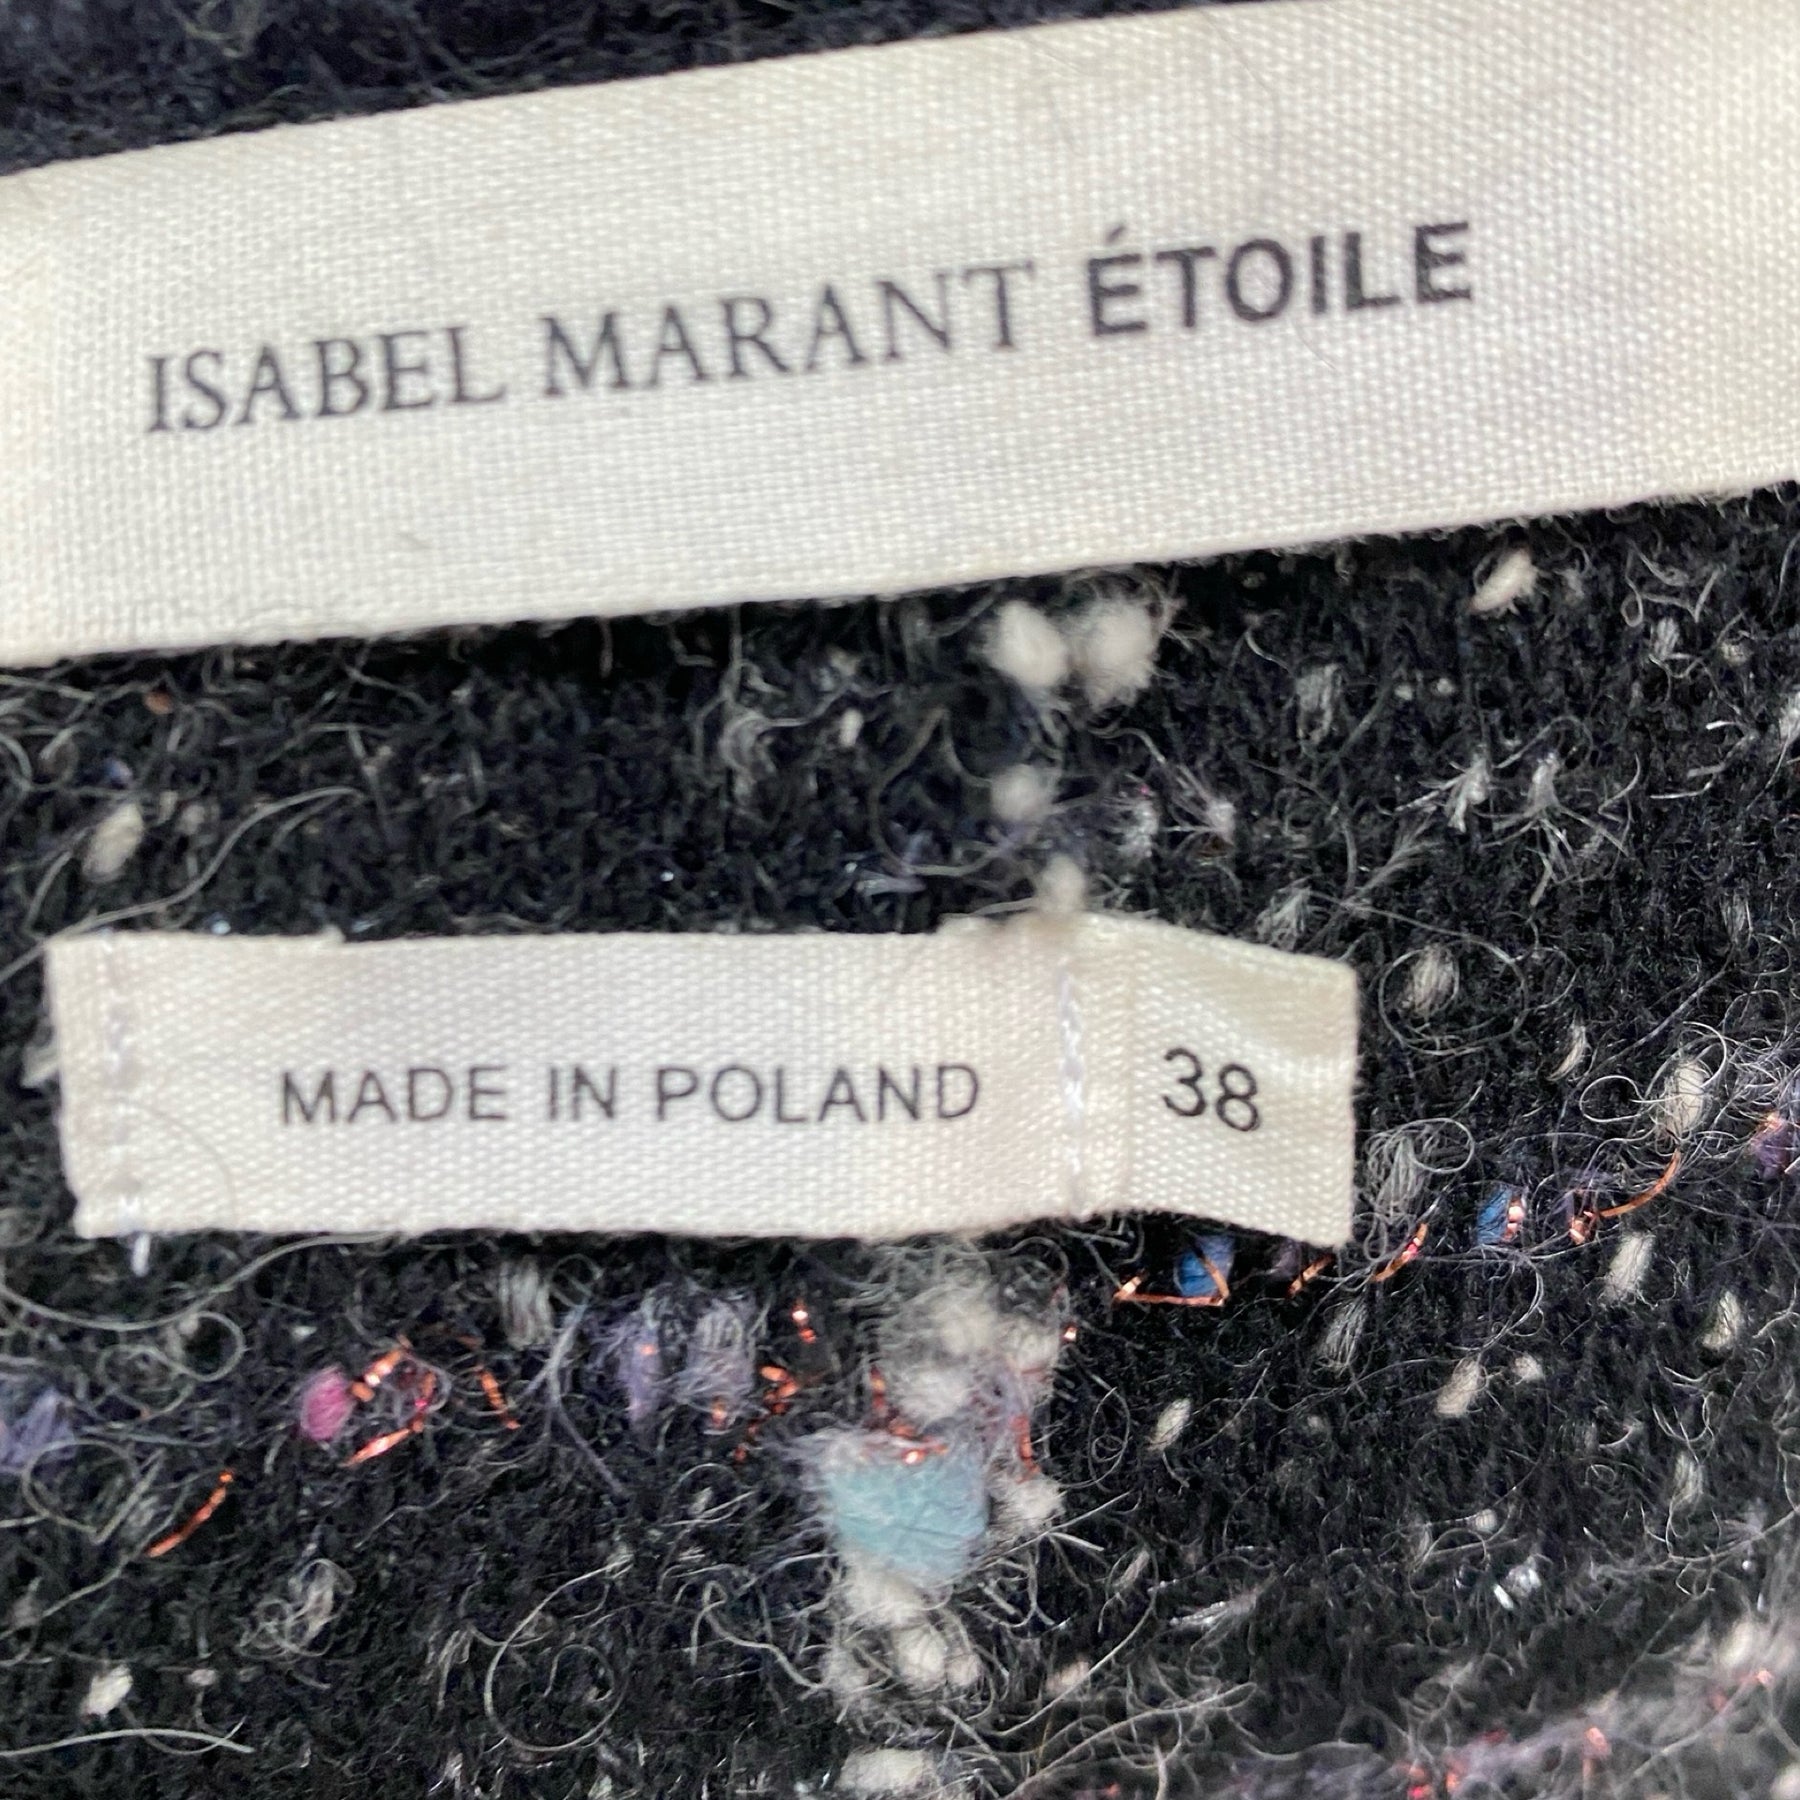 ISABEL MARANT ÉTOILE
MADE IN POLAND 38